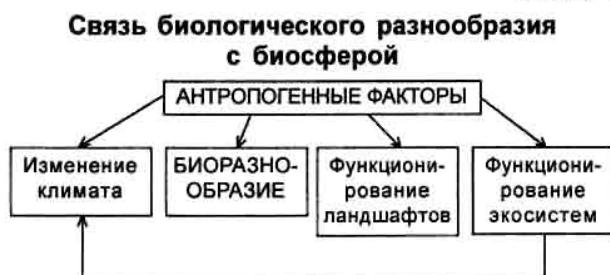 Связь биологического разнообразия
с биосферой
АНТРОПОГЕННЫЕ ФАКТОРЫ
Изменение
климата
БИОРАЗНО-
ОБРАЗИЕ
Функциони-
рование
ландшафтов
Функциони-
рование
экосистем